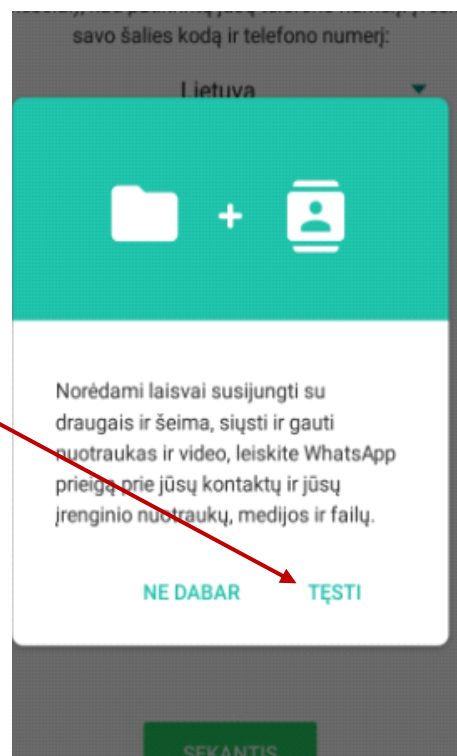 savo šalies kodą ir telefono numerį:
Lietuva
Norėdami laisvai susijungti su
draugais ir šeima, siųsti ir gauti
nuotraukas ir video, leiskite WhatsApp
prieigą prie jūsų kontaktų ir jūsų
įrenginio nuotraukų, medijos ir failų.
NE DABAR TĘSTI
SEKANTIS